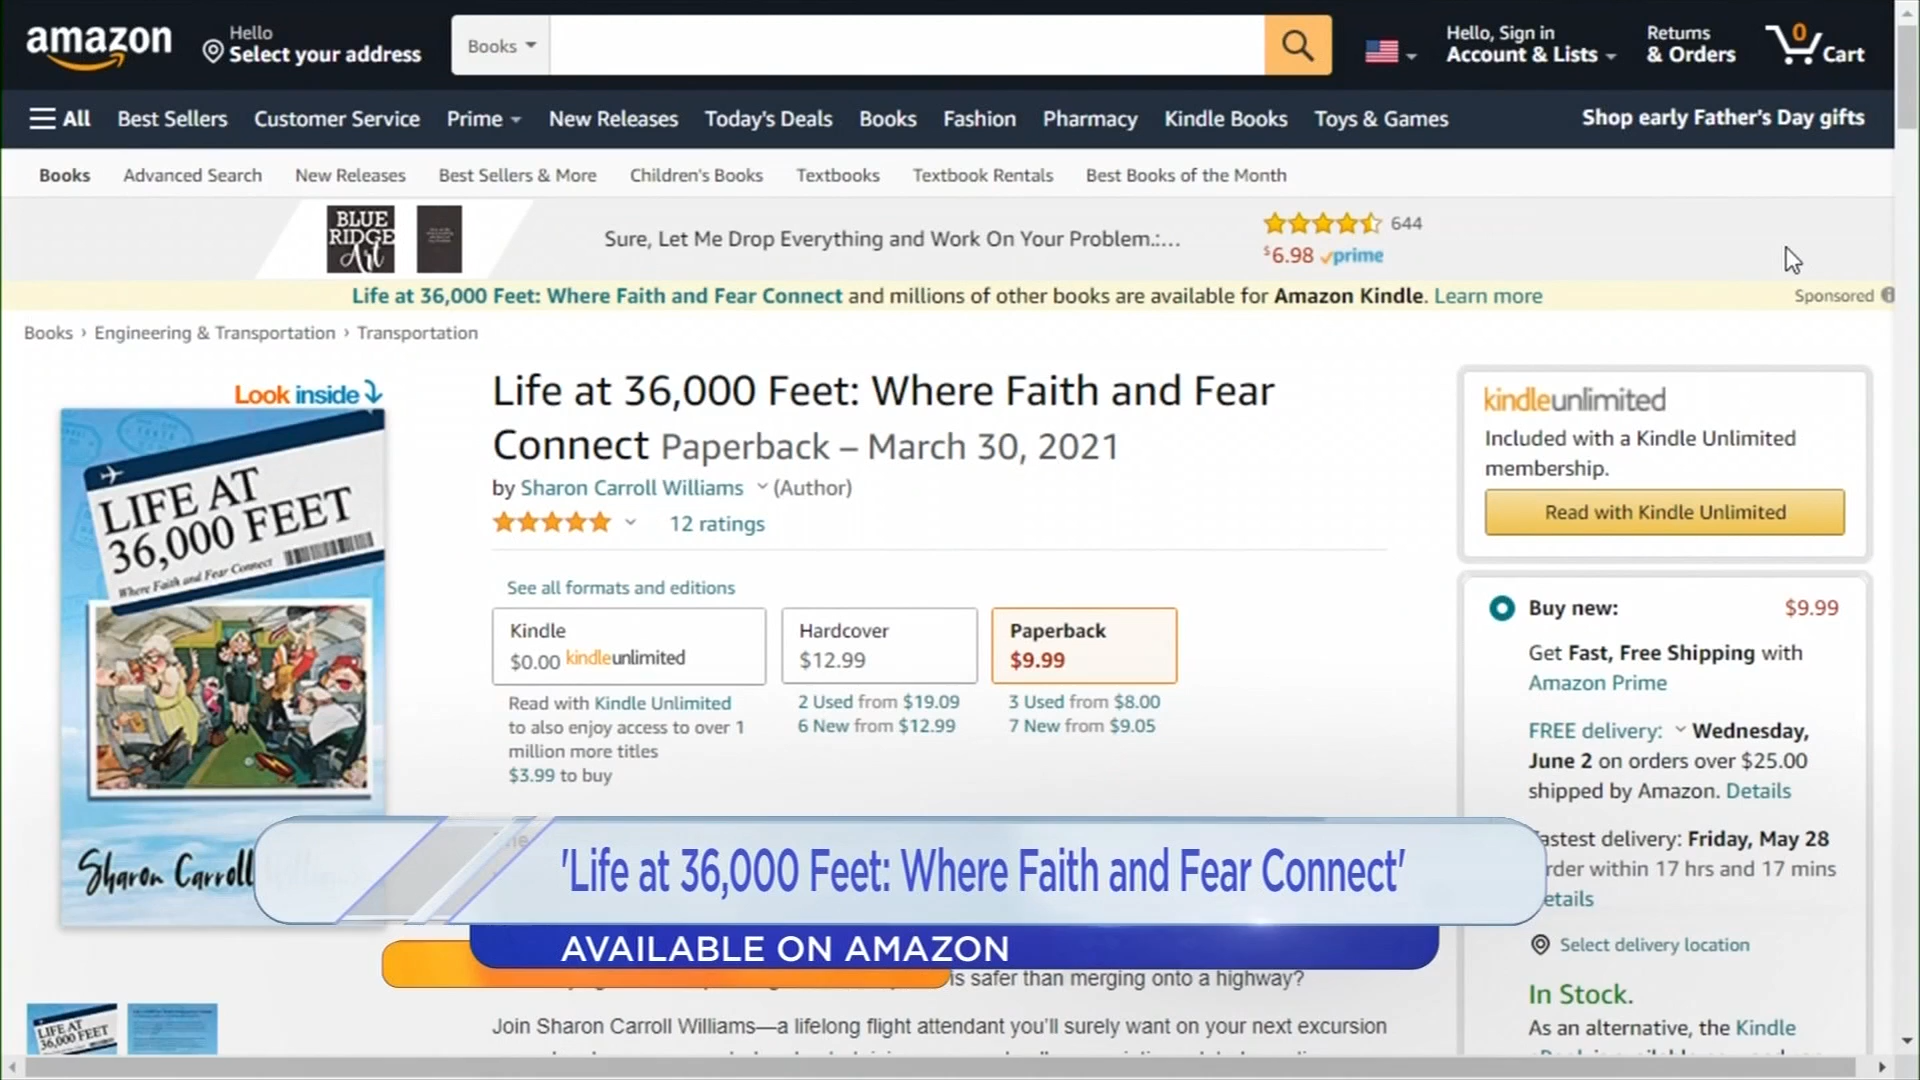 amazon
Hello
Select your address
Books
Hello, Sign in
Account & Lists
Returns
& Orders
0
Cart
All
Best Sellers
Customer Service
Prime
New Releases
Today's Deals
Books
Fashion
Pharmacy
Kindle Books
Toys & Games
Shop early Father's Day gifts
Books
Advanced Search
New Releases
Best Sellers & More
Children's Books
Textbooks
Textbook Rentals
Best Books of the Month
BLUE
RIDGE
Art
Sure, Let Me Drop Everything and Work On Your Problem.:...
644
$6.98 prime
Life at 36,000 Feet: Where Faith and Fear Connect and millions of other books are available for Amazon Kindle. Learn more
Sponsored
Books › Engineering & Transportation › Transportation
Look inside
LIFE AT
36,000 FEET
Where Faith and Fear Connect
Sharon Carroll
Life at 36,000 Feet: Where Faith and Fear
Connect Paperback – March 30, 2021
by Sharon Carroll Williams (Author)
12 ratings
See all formats and editions
Kindle
$0.00 kindleunlimited
Read with Kindle Unlimited
to also enjoy access to over 1
million more titles
$3.99 to buy
Hardcover
$12.99
2 Used from $19.09
6 New from $12.99
Paperback
$9.99
3 Used from $8.00
7 New from $9.05
kindleunlimited
Included with a Kindle Unlimited
membership.
Read with Kindle Unlimited
Buy new:
$9.99
Get Fast, Free Shipping with
Amazon Prime
FREE delivery: Wednesday,
June 2 on orders over $25.00
shipped by Amazon. Details
astest delivery: Friday, May 28
rder within 17 hrs and 17 mins
etails
Select delivery location
In Stock.
As an alternative, the Kindle
'Life at 36,000 Feet: Where Faith and Fear Connect'
AVAILABLE ON AMAZON
is safer than merging onto a highway?
Join Sharon Carroll Williams—a lifelong flight attendant you'll surely want on your next excursion
LIFE AT
36,000 FEET